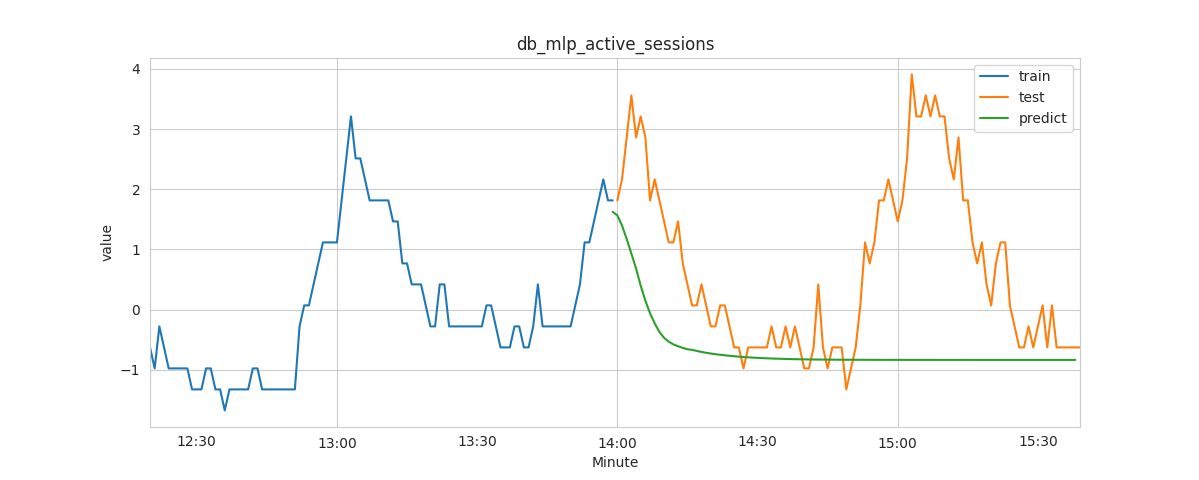 db_mlp_active_sessions
4
3
2
1
0
−1
value
train
test
predict
12:30 13:00 13:30 14:00 14:30 15:00 15:30
Minute